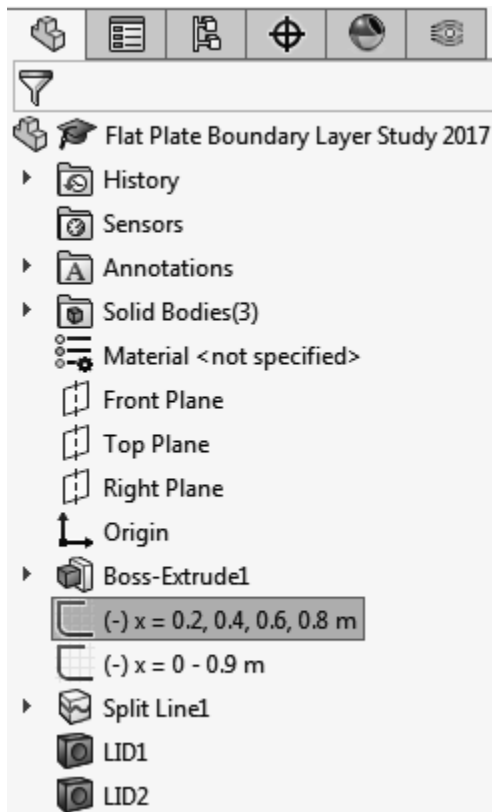 Flat Plate Boundary Layer Study 2017
History
Sensors
A Annotations
Solid Bodies(3)
Material <not specified>
Front Plane
Top Plane
Right Plane
Origin
Boss-Extrude1
(-) x = 0.2, 0.4, 0.6, 0.8 m
(-) x = 0 - 0.9 m
Split Line1
LID1
LID2